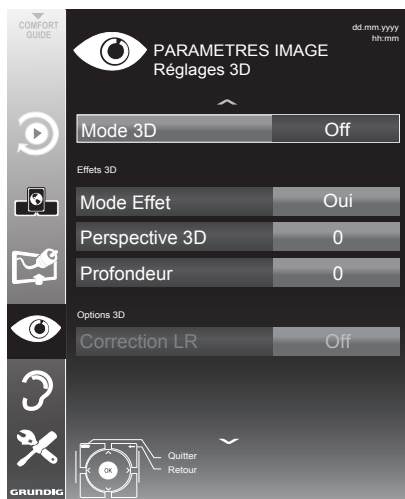 COMFORT
GUIDE
dd.mm.yyyy
hh:mm
PARAMETRES IMAGE
Réglages 3D
Mode 3D Off
Effets 3D
Mode Effet Oui
Perspective 3D 0
Profondeur 0
Options 3D
Correction LR Off
Quitter
Retour
OK
GRUNDIG